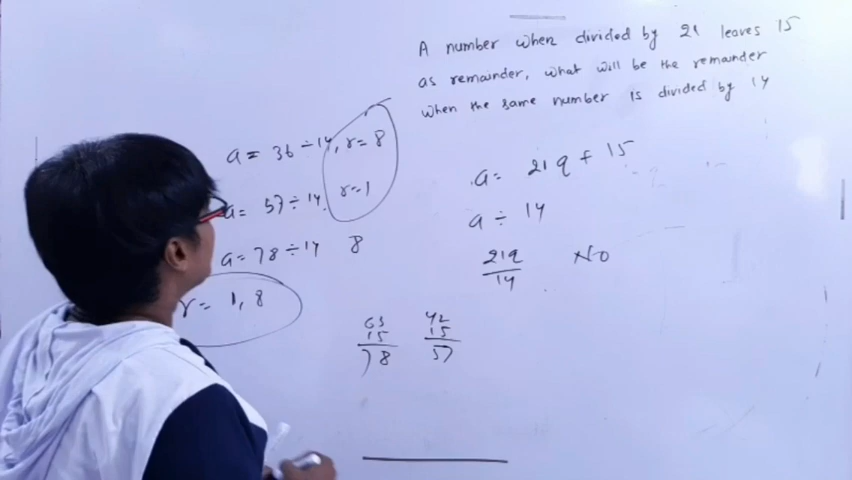 A number when divided by 21 leaves 15
as remainder, what will be the remainder
when the same number is divided by 14
a = 36 ÷ 14, r = 8
a = 57 ÷ 14. r = 1
a = 78 ÷ 14 8
r = 1, 8
a = 21q + 15
a ÷ 14
21q
14
No
63
15
78
42
15
57